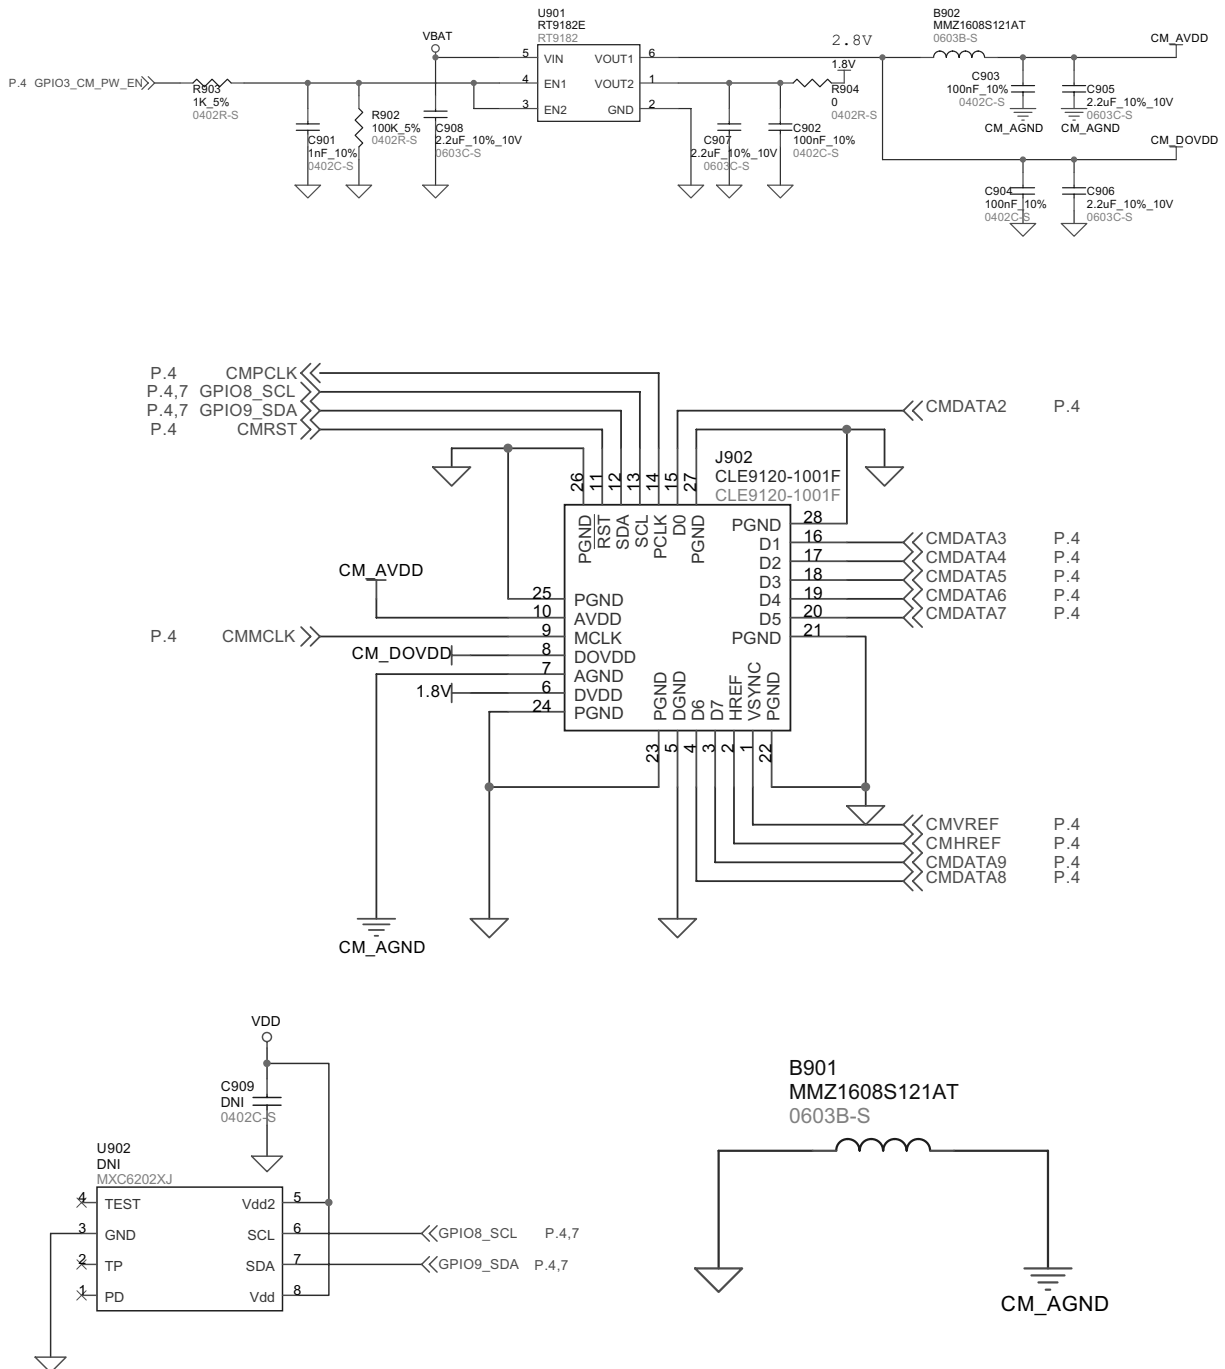 U901
RT9182E
RT9182
VBAT
5 VIN VOUT1 6
4 EN1 VOUT2 1
3 EN2 GND 2
P.4 GPIO3_CM_PW_EN
R903
1K_5%
0402R-S
C901
1nF_10%
0402C-S
R902
100K_5%
0402R-S
C908
2.2uF_10%_10V
0603C-S
C907
2.2uF_10%_10V
0603C-S
C902
100nF_10%
0402C-S
2.8V
1.8V
R904
0
0402R-S
B902
MMZ1608S121AT
0603B-S
CM_AVDD
C903
100nF_10%
0402C-S
CM_AGND
C905
2.2uF_10%_10V
0603C-S
CM_AGND
CM_DOVDD
C904
100nF_10%
0402C-S
C906
2.2uF_10%_10V
0603C-S
P.4 CMPCLK
P.4,7 GPIO8_SCL
P.4,7 GPIO9_SDA
P.4 CMRST
CMDATA2 P.4
J902
CLE9120-1001F
CLE9120-1001F
26 11 12 13 14 15 27
PGND RST SDA SCL PCLK D0 PGND
PGND 28
D1 16 CMDATA3 P.4
D2 17 CMDATA4 P.4
D3 18 CMDATA5 P.4
D4 19 CMDATA6 P.4
D5 20 CMDATA7 P.4
PGND 21
CM_AVDD
25 PGND
10 AVDD
P.4 CMMCLK 9 MCLK
CM_DOVDD 8 DOVDD
7 AGND
1.8V 6 DVDD
24 PGND
PGND DGND D6 D7 HREF VSYNC PGND
23 5 4 3 2 1 22
CMVREF P.4
CMHREF P.4
CMDATA9 P.4
CMDATA8 P.4
CM_AGND
VDD
C909
DNI
0402C-S
U902
DNI
MXC6202XJ
4 TEST Vdd2 5
3 GND SCL 6 GPIO8_SCL P.4,7
2 TP SDA 7 GPIO9_SDA P.4,7
1 PD Vdd 8
B901
MMZ1608S121AT
0603B-S
CM_AGND